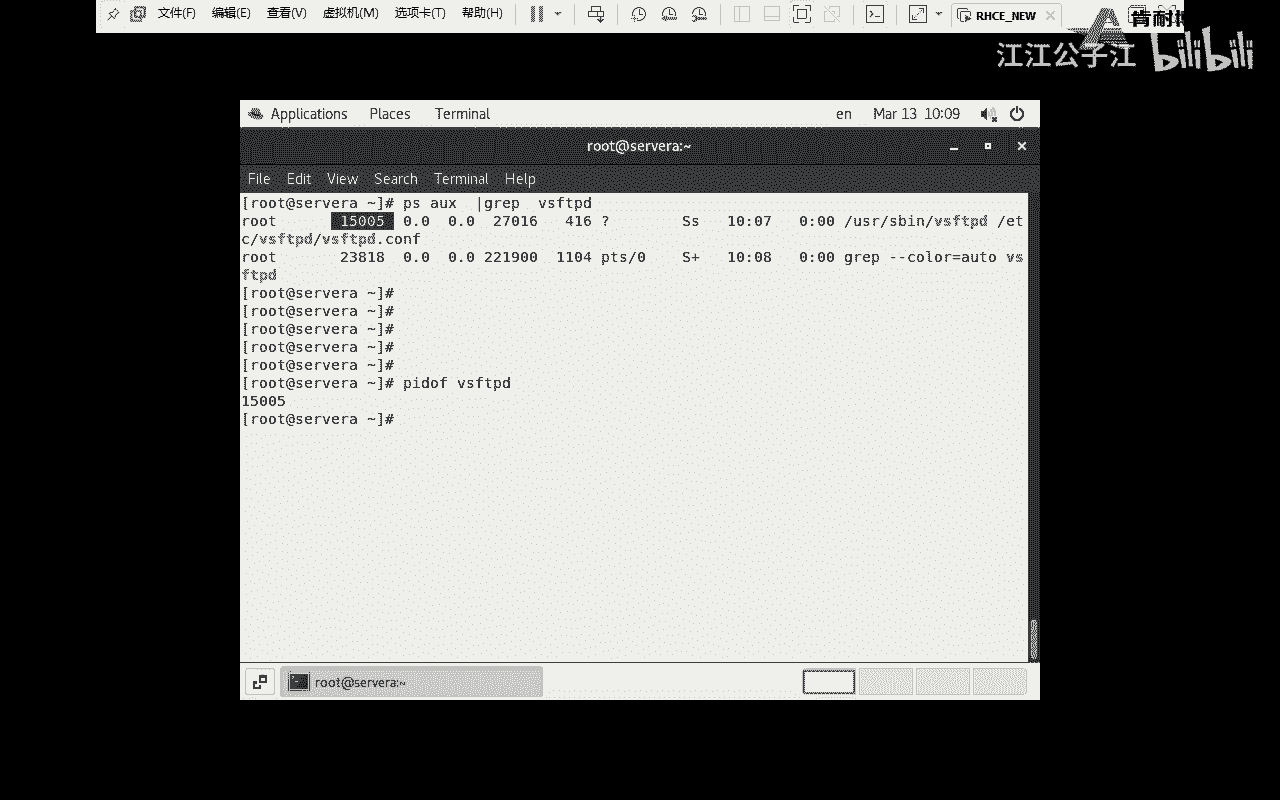 文件(F) 编辑(E) 查看(V) 虚拟机(M) 选项卡(T) 帮助(H) RHCE_NEW
江江公子江 bilibili
Applications Places Terminal en Mar 13 10:09
root@servera:~
File Edit View Search Terminal Help
[root@servera ~]# ps aux  |grep  vsftpd
root      15005  0.0  0.0  27016   416 ?        Ss   10:07   0:00 /usr/sbin/vsftpd /et
c/vsftpd/vsftpd.conf
root      23818  0.0  0.0 221900  1104 pts/0    S+   10:08   0:00 grep --color=auto vs
ftpd
[root@servera ~]#
[root@servera ~]#
[root@servera ~]#
[root@servera ~]#
[root@servera ~]#
[root@servera ~]# pidof vsftpd
15005
[root@servera ~]#
root@servera:~